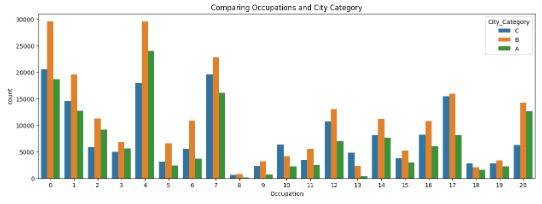 Comparing Occupations and City Category
City_Category
C
B
A
30000
25000
20000
15000
10000
5000
0
count
0 1 2 3 4 5 6 7 8 9 10 11 12 13 14 15 16 17 18 19 20
Occupation